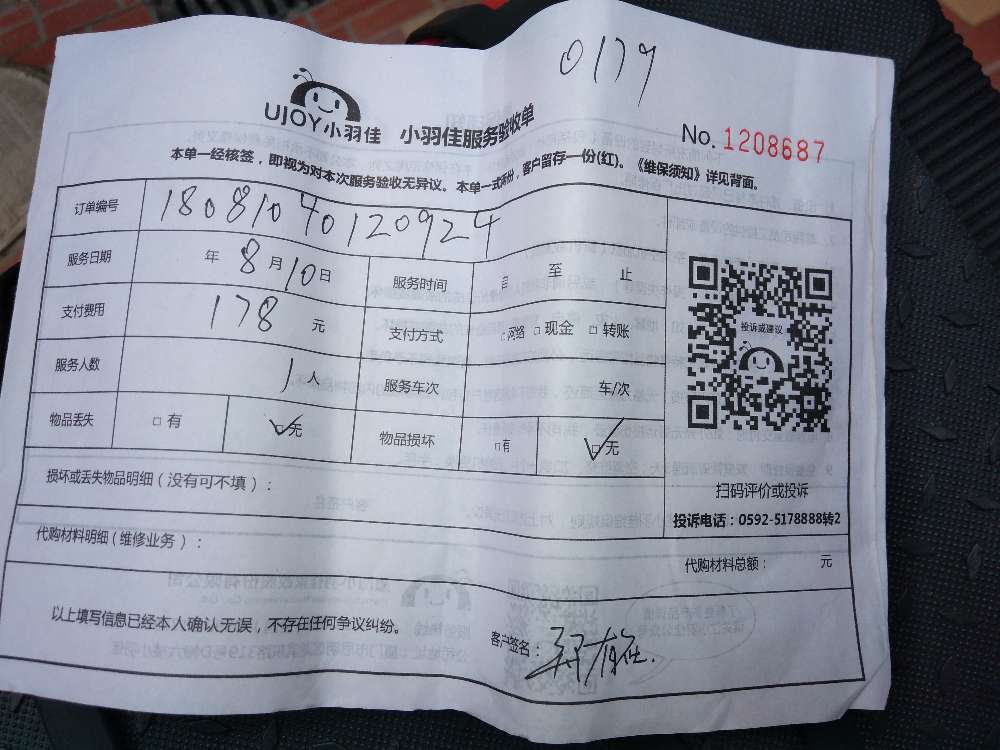 0179
UJOY小羽佳 小羽佳服务验收单
No. 1208687
本单一经核签，即视为对本次服务验收无异议。本单一式两份，客户留存一份(红)。《维保须知》详见背面。
订单编号 18081040120924
服务日期 年 8 月 10 日 服务时间 自 至 止
支付费用 178 元 支付方式 □网络 □现金 □转账
服务人数 1 人 服务车次 车/次
物品丢失 □有 ☑无 物品损坏 □有 ☑无
投诉或建议
扫码评价或投诉
投诉电话：0592-5178888转2
损坏或丢失物品明细（没有可不填）：
代购材料明细（维修业务）：
代购材料总额： 元
以上填写信息已经本人确认无误，不存在任何争议纠纷。
客户签名：